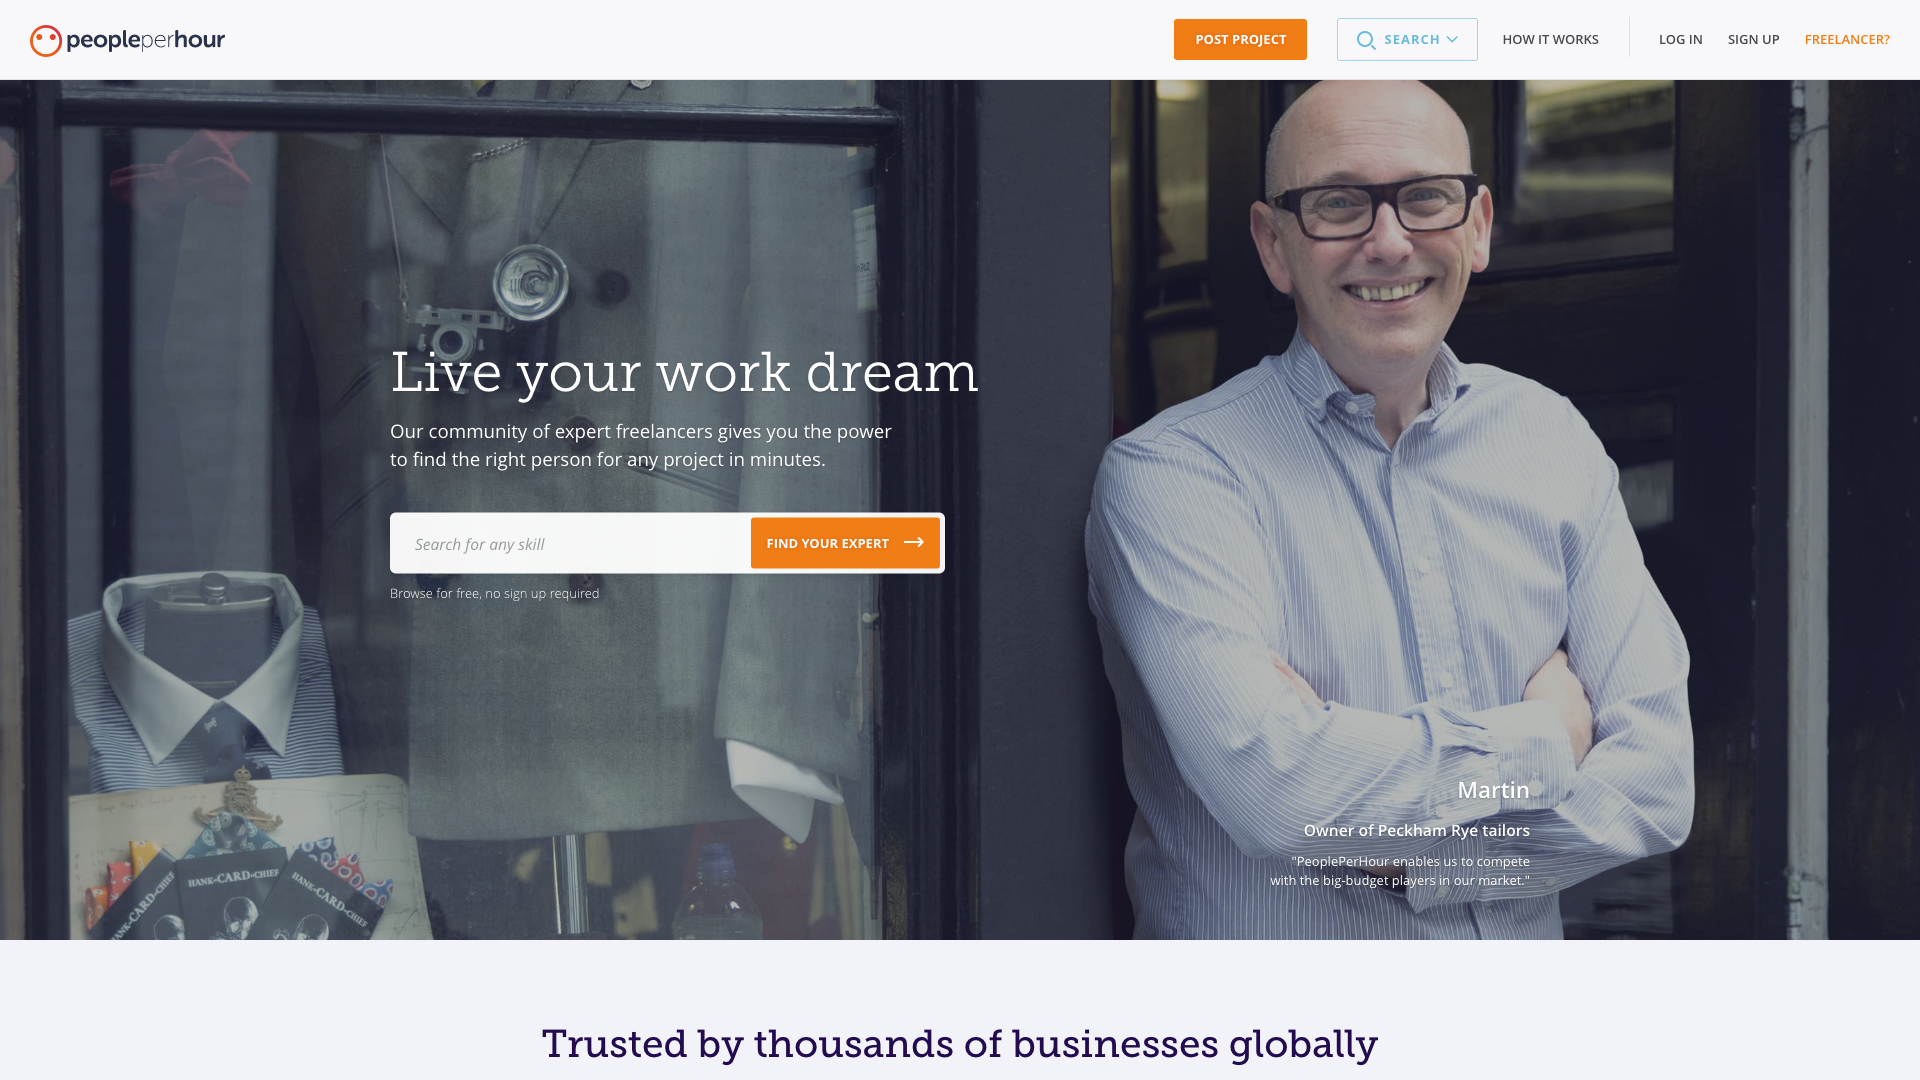 peopleperhour
POST PROJECT
SEARCH
HOW IT WORKS
LOG IN
SIGN UP
FREELANCER?
Live your work dream
Our community of expert freelancers gives you the power
to find the right person for any project in minutes.
Search for any skill
FIND YOUR EXPERT
Browse for free, no sign up required
HANK-CARD-CHIEF
HANK-CARD-CHIEF
HANK-CARD-CHIEF
Martin
Owner of Peckham Rye tailors
"PeoplePerHour enables us to compete
with the big-budget players in our market."
Trusted by thousands of businesses globally